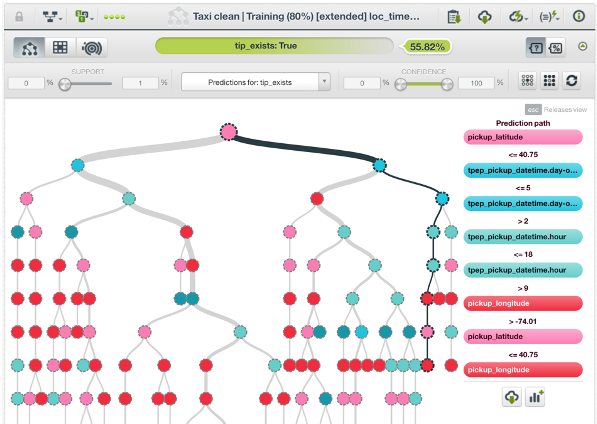 Taxi clean | Training (80%) [extended] loc_time...
tip_exists: True
55.82%
? %
SUPPORT
0 % 1 %
Predictions for: tip_exists
CONFIDENCE
0 % 100 %
esc Releases view
Prediction path
pickup_latitude
<= 40.75
tpep_pickup_datetime.day-o...
<= 5
tpep_pickup_datetime.day-o...
> 2
tpep_pickup_datetime.hour
<= 18
tpep_pickup_datetime.hour
> 9
pickup_longitude
> -74.01
pickup_latitude
<= 40.75
pickup_longitude